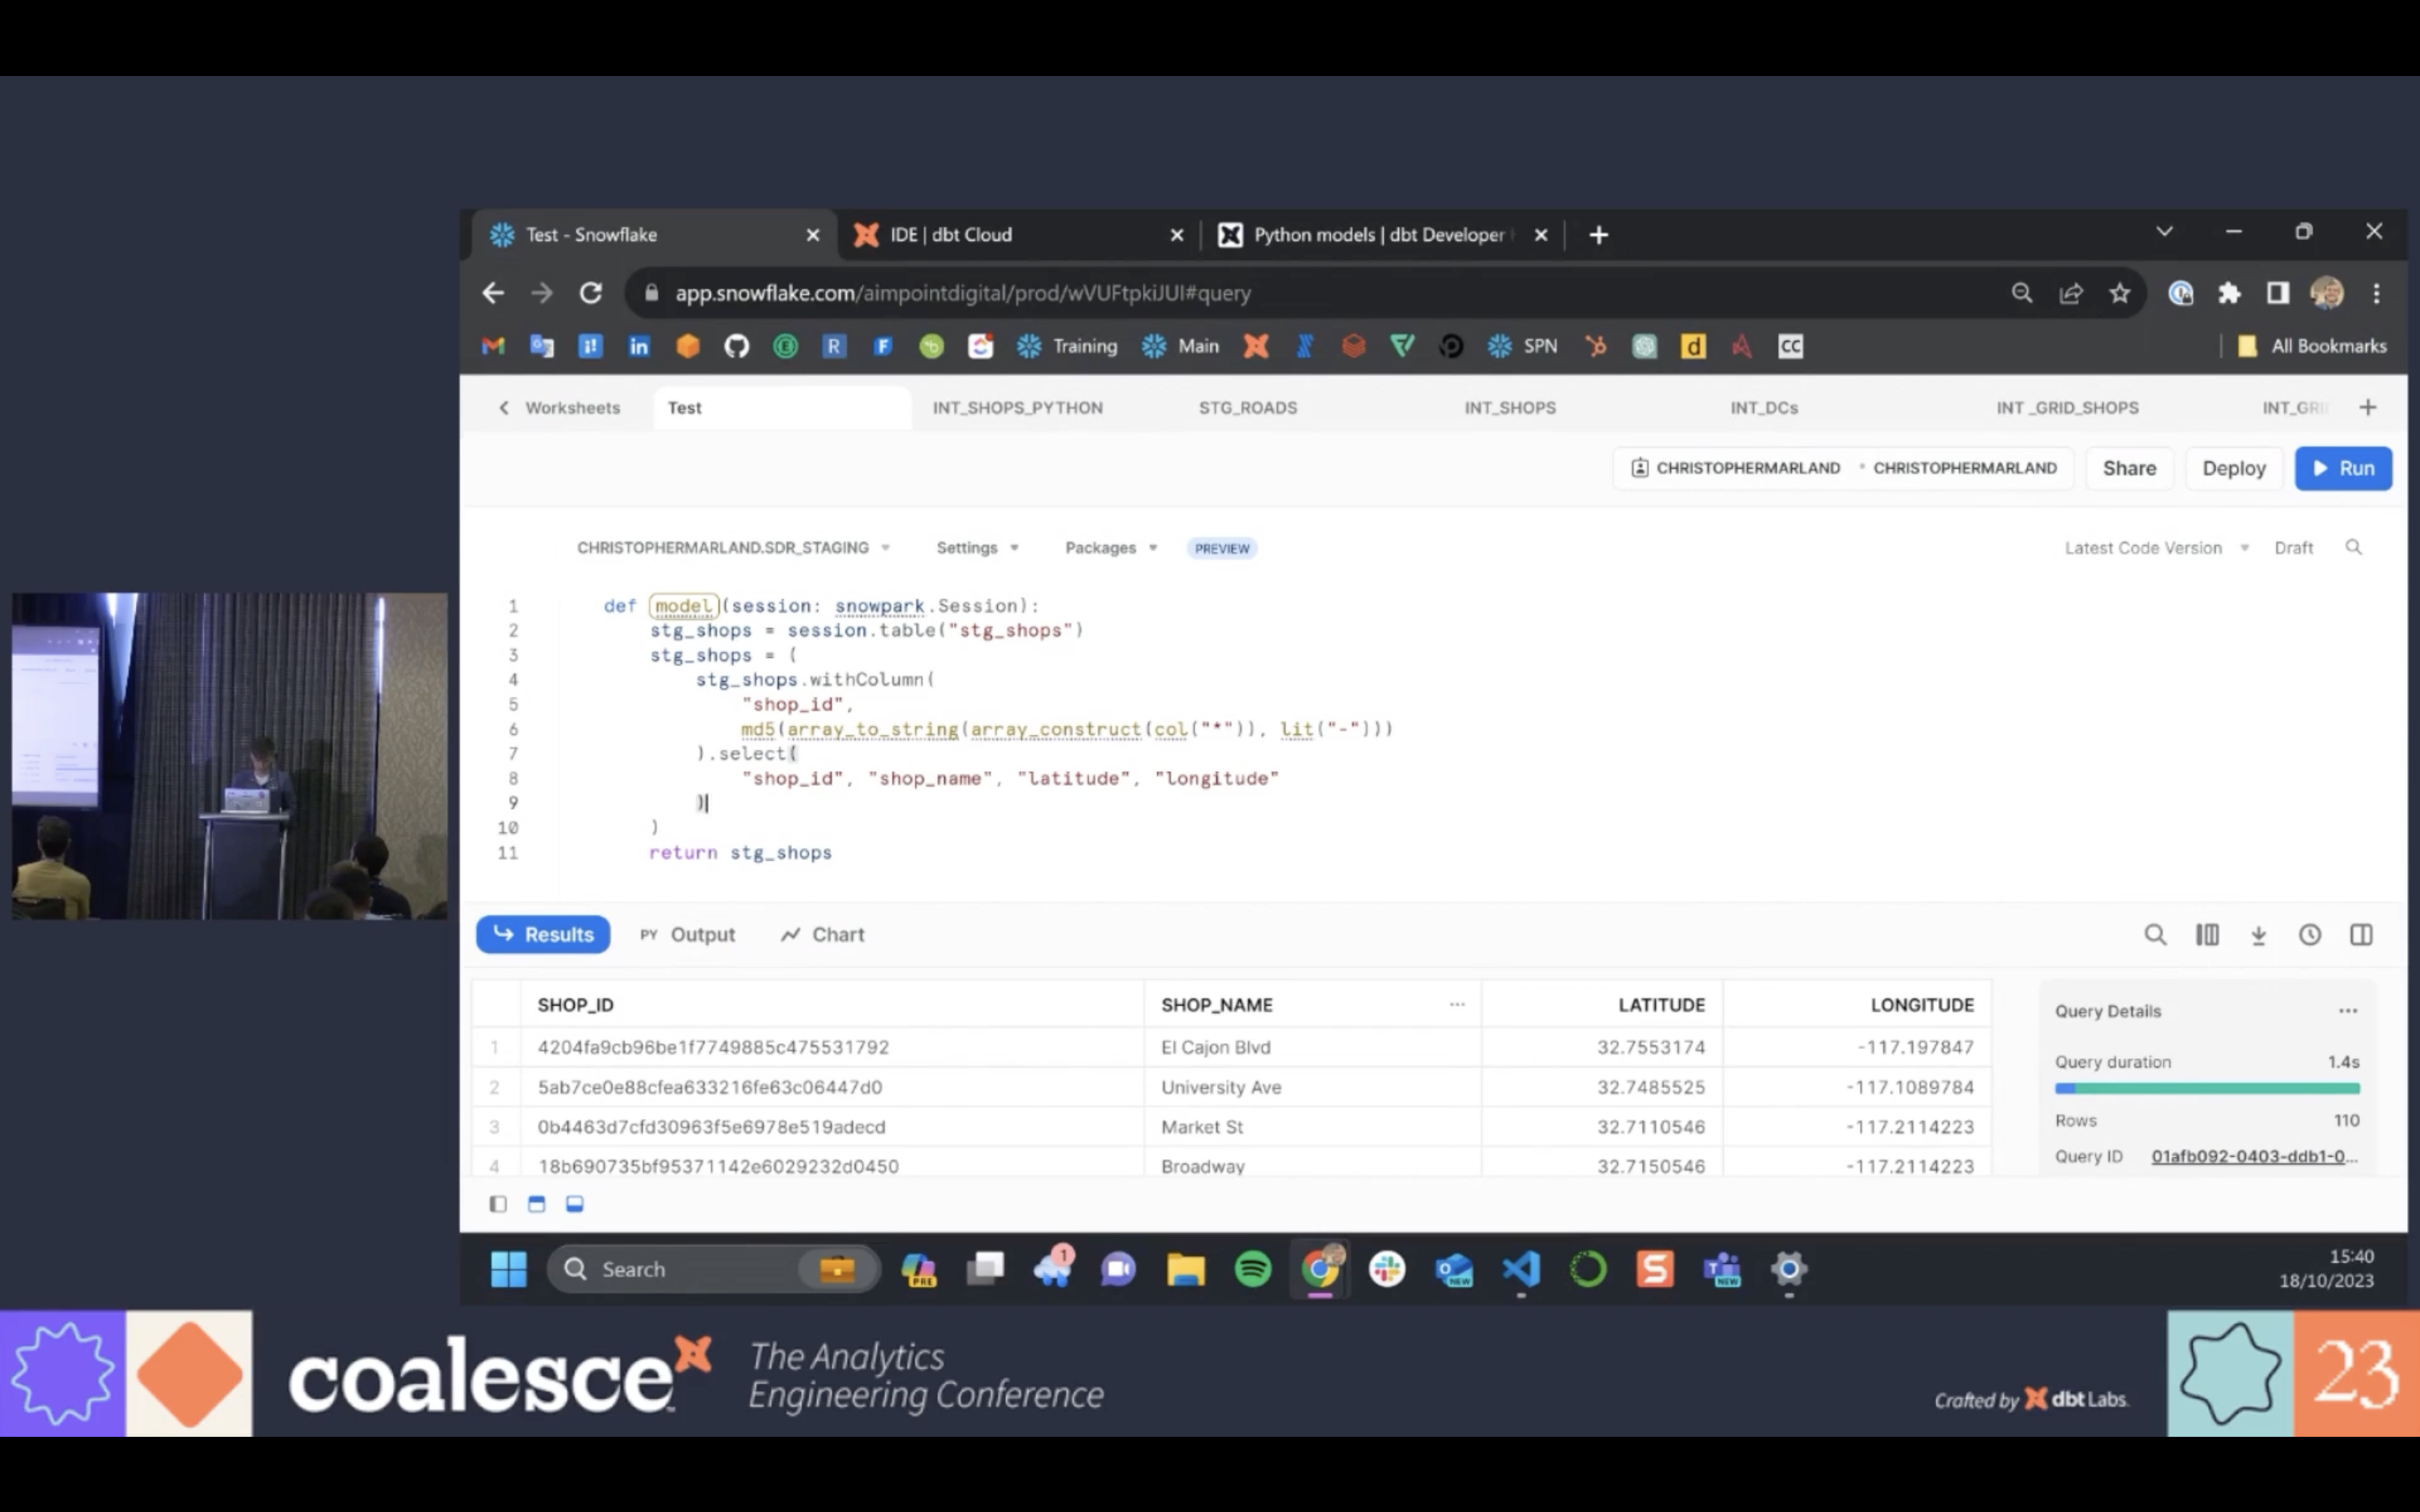 Test - Snowflake
IDE | dbt Cloud
Python models | dbt Developer
app.snowflake.com/aimpointdigital/prod/wVUFtpkiJUI#query
Training
Main
SPN
All Bookmarks
Worksheets
Test
INT_SHOPS_PYTHON
STG_ROADS
INT_SHOPS
INT_DCs
INT _GRID_SHOPS
INT_GRI
CHRISTOPHERMARLAND
CHRISTOPHERMARLAND
Share
Deploy
Run
CHRISTOPHERMARLAND.SDR_STAGING
Settings
Packages
PREVIEW
Latest Code Version
Draft
1 def model(session: snowpark.Session):
2 stg_shops = session.table("stg_shops")
3 stg_shops = (
4 stg_shops.withColumn(
5 "shop_id",
6 md5(array_to_string(array_construct(col("*")), lit("-")))
7 ).select(
8 "shop_id", "shop_name", "latitude", "longitude"
9 )
10 )
11 return stg_shops
Results
PY Output
Chart
SHOP_ID SHOP_NAME ... LATITUDE LONGITUDE
1 4204fa9cb96be1f7749885c475531792 El Cajon Blvd 32.7553174 -117.197847
2 5ab7ce0e88cfea633216fe63c06447d0 University Ave 32.7485525 -117.1089784
3 0b4463d7cfd30963f5e6978e519adecd Market St 32.7110546 -117.2114223
4 18b690735bf95371142e6029232d0450 Broadway 32.7150546 -117.2114223
Query Details ...
Query duration 1.4s
Rows 110
Query ID 01afb092-0403-ddb1-0...
Search
PRE
1
NEW
NEW
15:40
18/10/2023
coalesce
The Analytics
Engineering Conference
Crafted by dbt Labs.
23